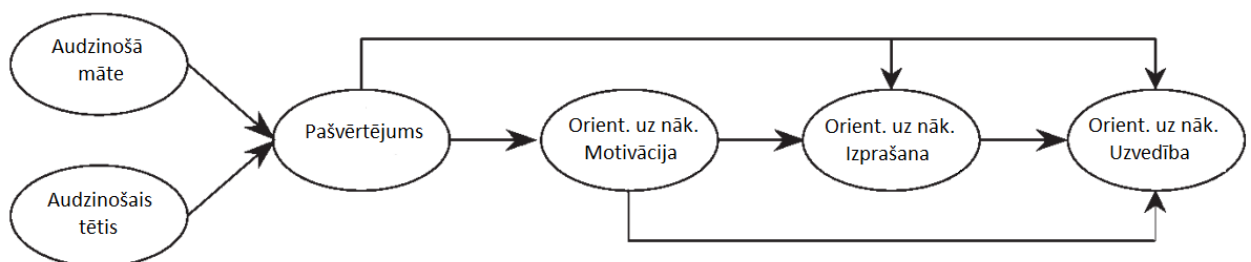 Audzinošā
māte
Audzinošais
tētis
Pašvērtējums
Orient. uz nāk.
Motivācija
Orient. uz nāk.
Izprašana
Orient. uz nāk.
Uzvedība